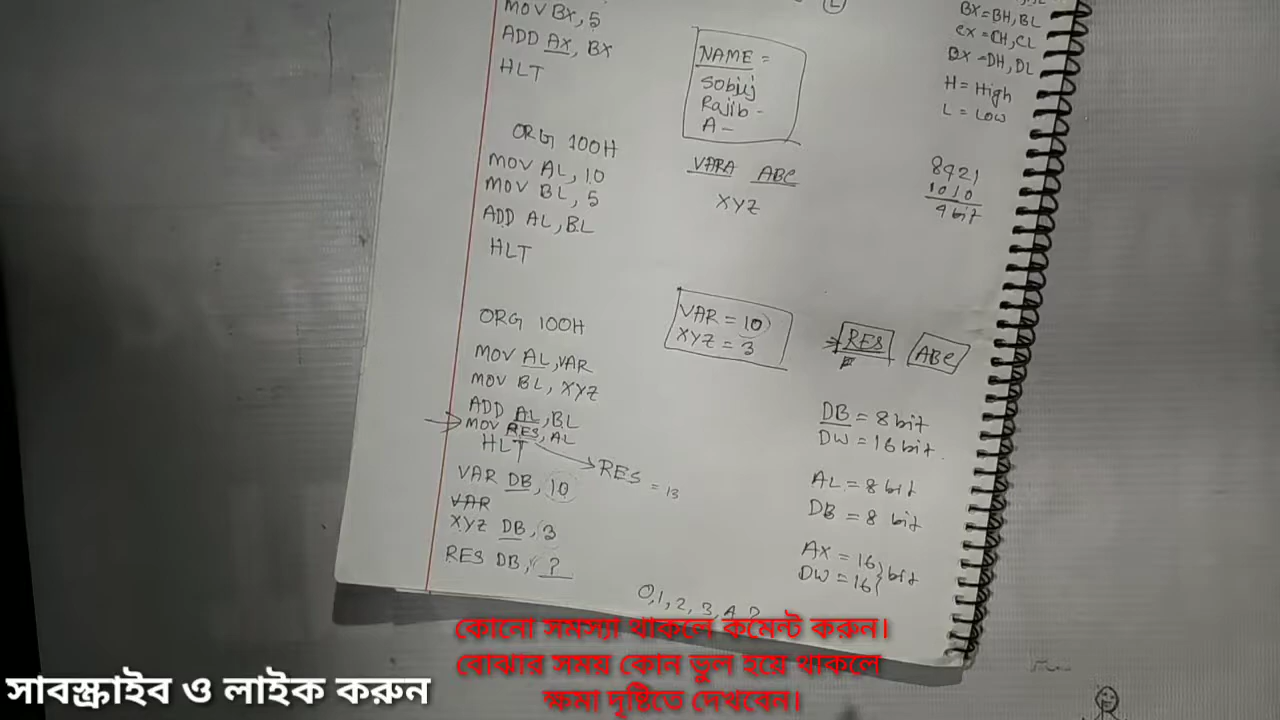 MOV BX, 5
ADD AX, BX
HLT
ORG 100H
MOV AL, 10
MOV BL, 5
ADD AL, BL
HLT
ORG 100H
MOV AL, VAR
MOV BL, XYZ
ADD AL, BL
MOV RES, AL
HLT
VAR DB, 10
VAR
XYZ DB, 3
RES DB, ?
RES = 13
NAME =
Sobuj
Rajib -
A -
VARA ABC
XYZ
VAR = 10
XYZ = 3
RES ABC
L
BX = BH, BL
CX = CH, CL
BX = DH, DL
H = High
L = Low
8421
1010
4 bit
DB = 8 bit
DW = 16 bit.
AL = 8 bit
DB = 8 bit
AX = 16
DW = 16 } bit
0, 1, 2, 3, 4
কোনো সমস্যা থাকলে কমেন্ট করুন।
বোঝার সময় কোন ভুল হয়ে থাকলে
ক্ষমা দৃষ্টিতে দেখবেন।
সাবস্ক্রাইব ও লাইক করুন